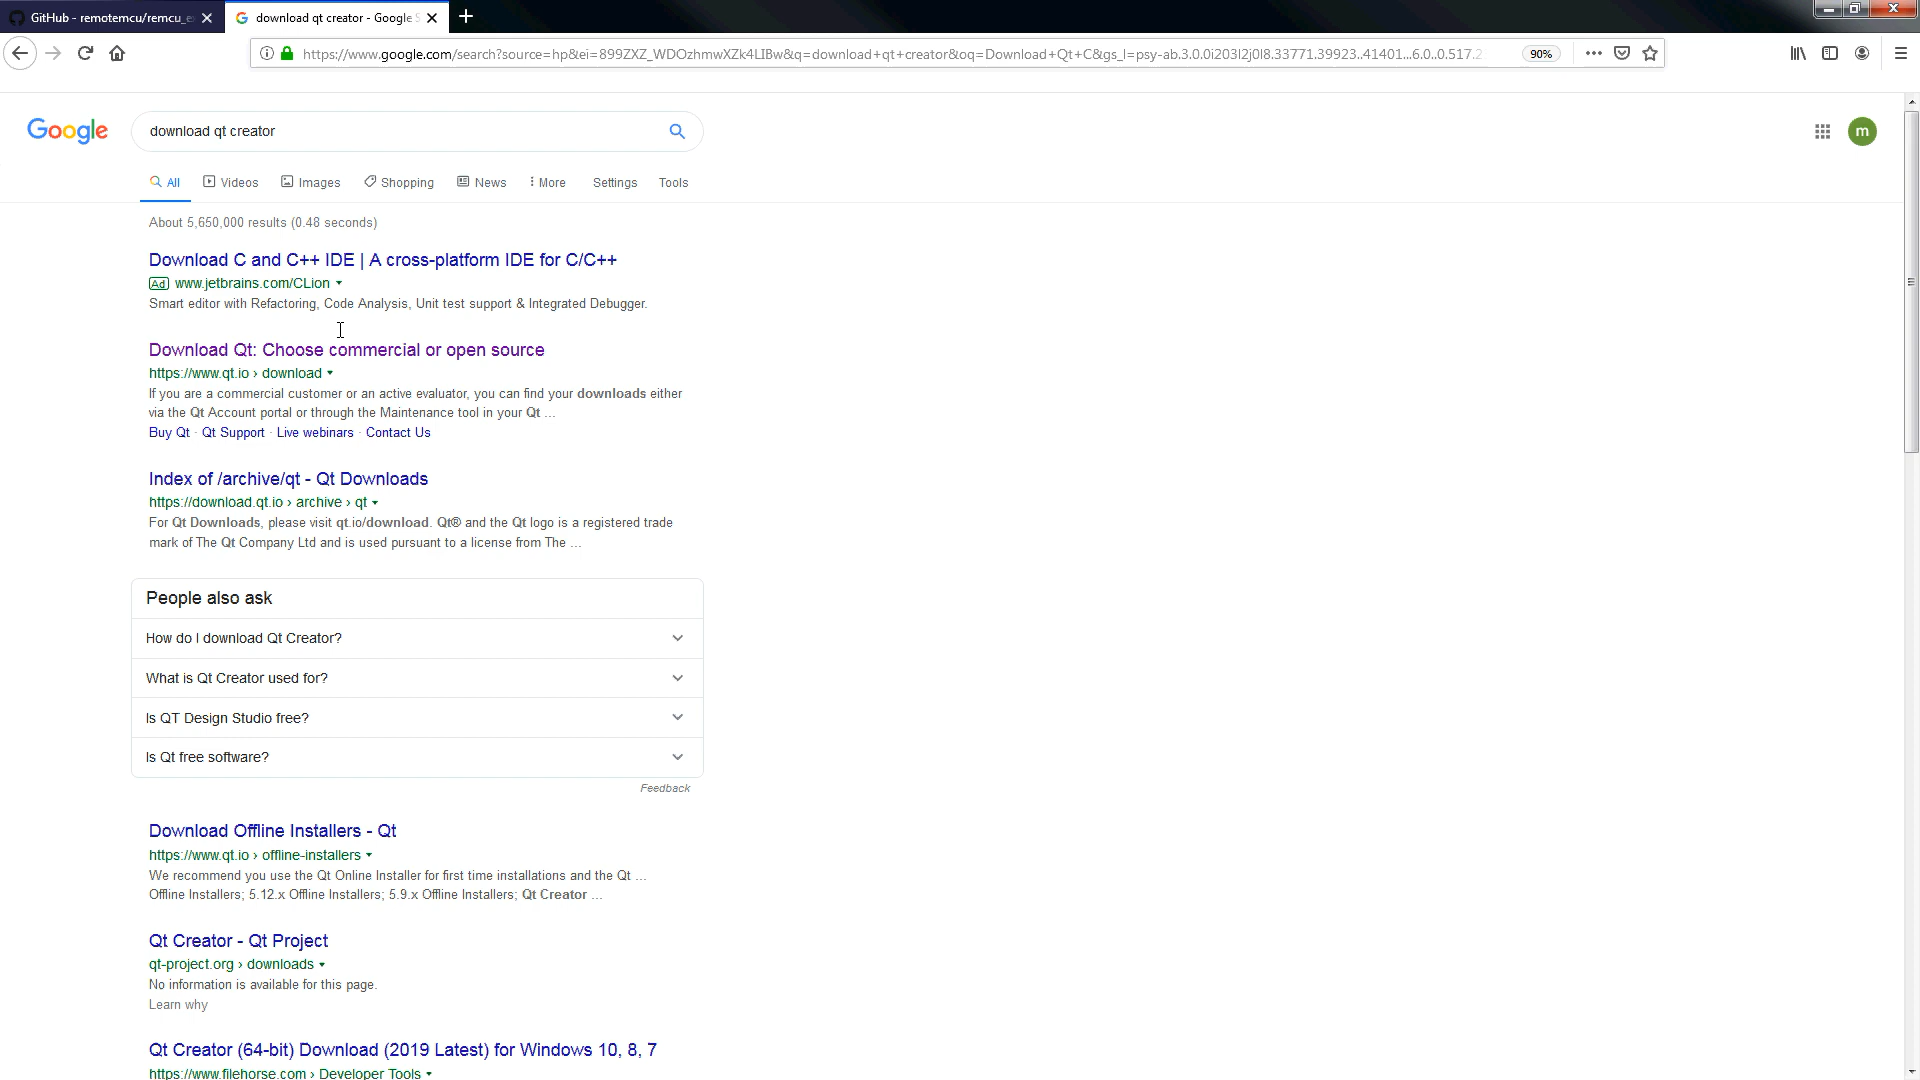 GitHub - remotemcu/remcu_e
download qt creator - Google S
https://www.google.com/search?source=hp&ei=899ZXZ_WDOzhmwXZk4LIBw&q=download+qt+creator&oq=Download+Qt+C&gs_l=psy-ab.3.0.0i203l2j0l8.33771.39923..41401...6.0..0.517.2
90%
Google
download qt creator
m
All
Videos
Images
Shopping
News
More
Settings
Tools
About 5,650,000 results (0.48 seconds)
Download C and C++ IDE | A cross-platform IDE for C/C++
Ad www.jetbrains.com/CLion
Smart editor with Refactoring, Code Analysis, Unit test support & Integrated Debugger.
Download Qt: Choose commercial or open source
https://www.qt.io › download
If you are a commercial customer or an active evaluator, you can find your downloads either
via the Qt Account portal or through the Maintenance tool in your Qt ...
Buy Qt · Qt Support · Live webinars · Contact Us
Index of /archive/qt - Qt Downloads
https://download.qt.io › archive › qt
For Qt Downloads, please visit qt.io/download. Qt® and the Qt logo is a registered trade
mark of The Qt Company Ltd and is used pursuant to a license from The ...
People also ask
How do I download Qt Creator?
What is Qt Creator used for?
Is QT Design Studio free?
Is Qt free software?
Feedback
Download Offline Installers - Qt
https://www.qt.io › offline-installers
We recommend you use the Qt Online Installer for first time installations and the Qt ...
Offline Installers; 5.12.x Offline Installers; 5.9.x Offline Installers; Qt Creator ...
Qt Creator - Qt Project
qt-project.org › downloads
No information is available for this page.
Learn why
Qt Creator (64-bit) Download (2019 Latest) for Windows 10, 8, 7
https://www.filehorse.com › Developer Tools